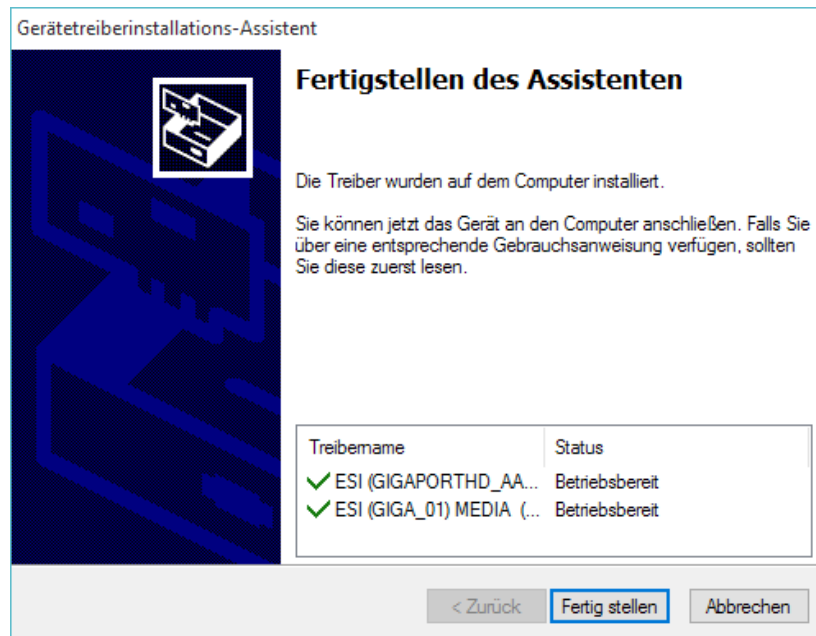 Gerätetreiberinstallations-Assistent
Fertigstellen des Assistenten
Die Treiber wurden auf dem Computer installiert.
Sie können jetzt das Gerät an den Computer anschließen. Falls Sie
über eine entsprechende Gebrauchsanweisung verfügen, sollten
Sie diese zuerst lesen.
Treibername Status
ESI (GIGAPORTHD_AA... Betriebsbereit
ESI (GIGA_01) MEDIA (... Betriebsbereit
< Zurück Fertig stellen Abbrechen